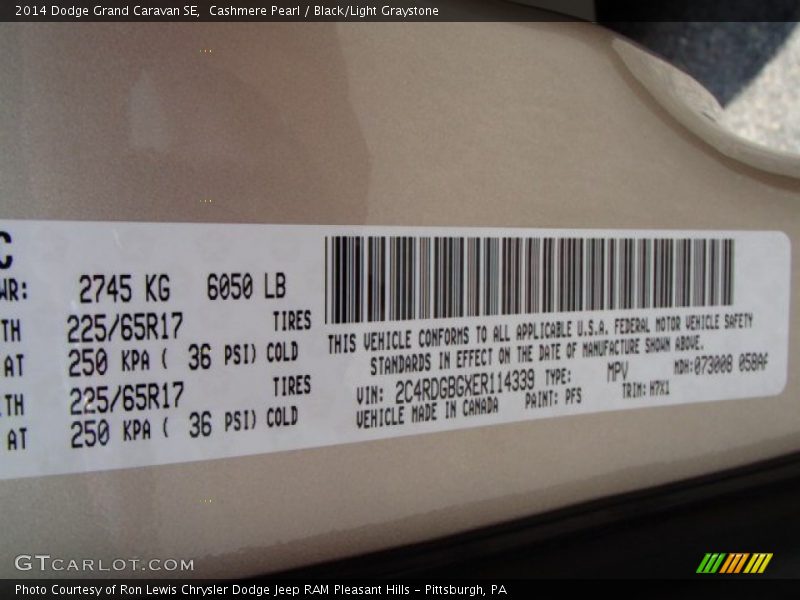 2014 Dodge Grand Caravan SE,  Cashmere Pearl / Black/Light Graystone
C
WR: 2745 KG 6050 LB
TH 225/65R17 TIRES
AT 250 KPA ( 36 PSI) COLD
TH 225/65R17 TIRES
AT 250 KPA ( 36 PSI) COLD
THIS VEHICLE CONFORMS TO ALL APPLICABLE U.S.A. FEDERAL MOTOR VEHICLE SAFETY
STANDARDS IN EFFECT ON THE DATE OF MANUFACTURE SHOWN ABOVE.
VIN: 2C4RDGBGXER114339 TYPE: MPV MDH:073008 058AF
VEHICLE MADE IN CANADA PAINT: PFS TRIM: H7X1
GTCARLOT.COM
Photo Courtesy of Ron Lewis Chrysler Dodge Jeep RAM Pleasant Hills - Pittsburgh, PA